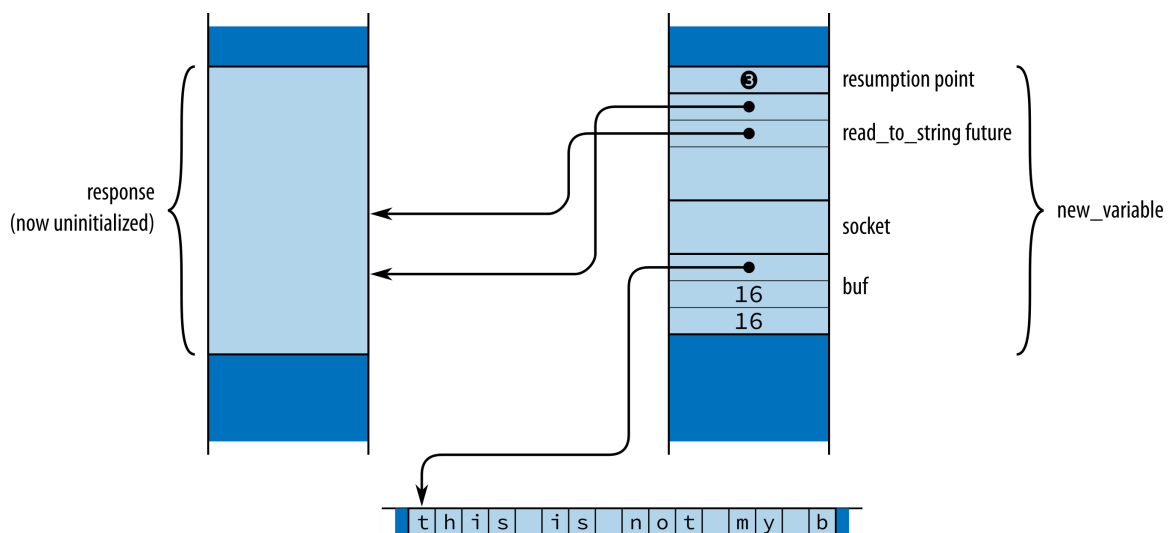 ❸
resumption point
read_to_string future
response
(now uninitialized)
new_variable
socket
buf
16
16
this is not my b